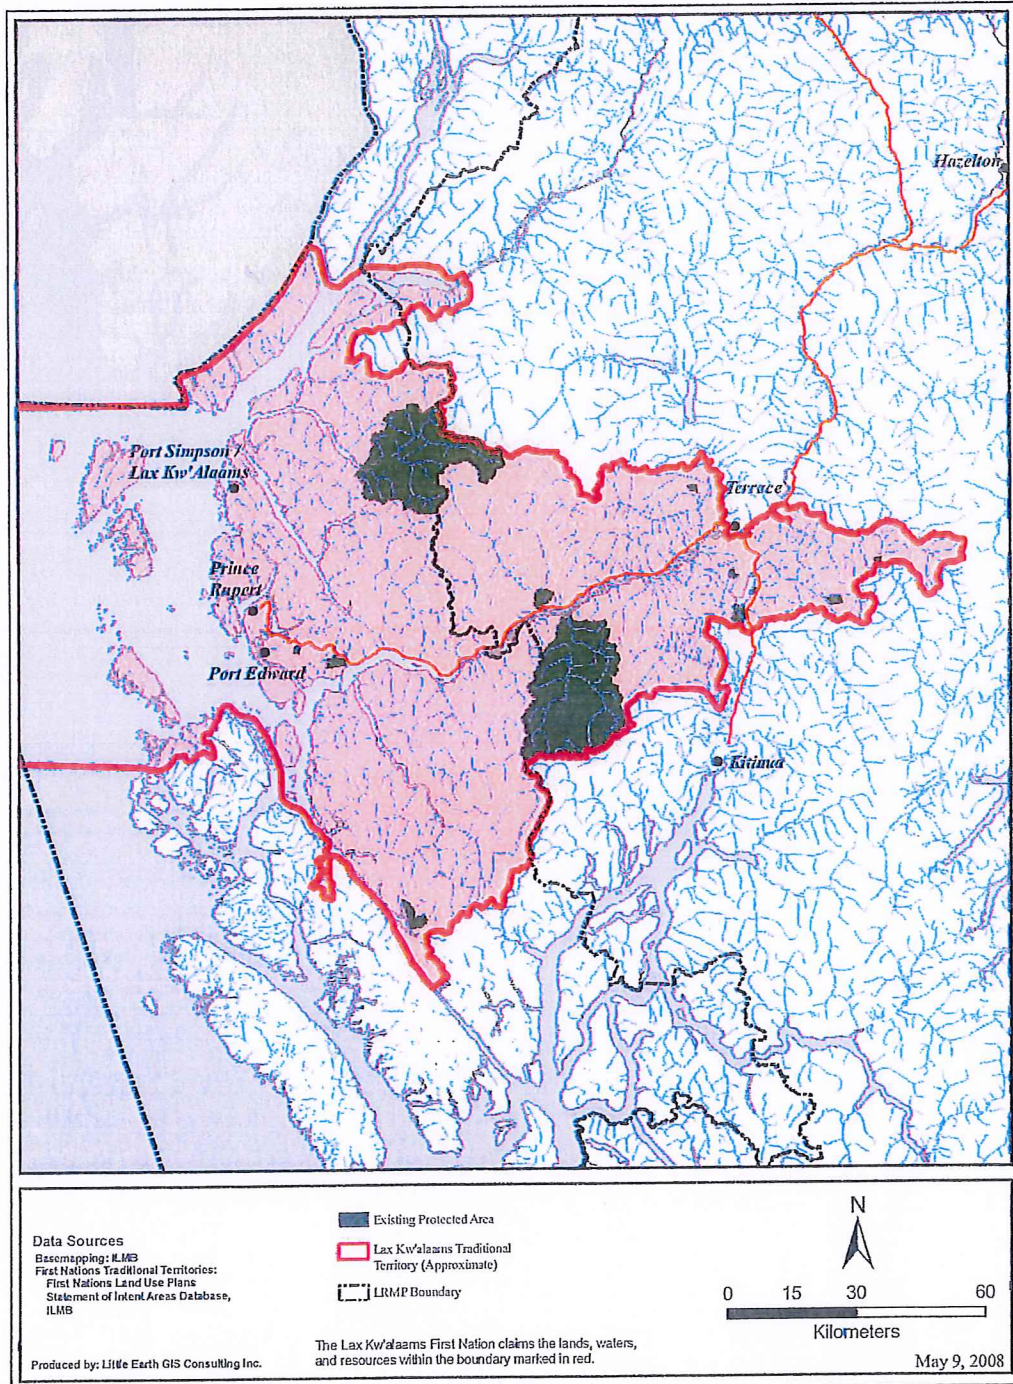 Hazelton
Port Simpson /
Lax Kw'Alaams
Terrace
Prince
Rupert
Port Edward
Kitimat
Data Sources
Basemapping: ILMB
First Nations Traditional Territories:
First Nations Land Use Plans
Statement of Intent Areas Database,
ILMB
Produced by: Little Earth GIS Consulting Inc.
Existing Protected Area
Lax Kw'alaams Traditional
Territory (Approximate)
LRMP Boundary
The Lax Kw'alaams First Nation claims the lands, waters,
and resources within the boundary marked in red.
N
0 15 30 60
Kilometers
May 9, 2008